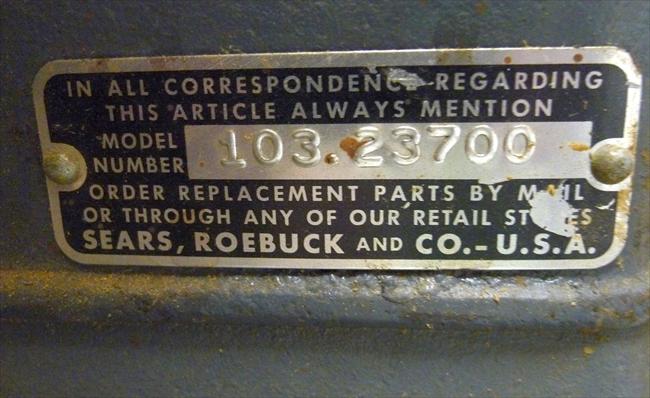 IN ALL CORRESPONDENCE REGARDING
THIS ARTICLE ALWAYS MENTION
MODEL NUMBER 103.23700
ORDER REPLACEMENT PARTS BY MAIL
OR THROUGH ANY OF OUR RETAIL STORES
SEARS, ROEBUCK AND CO.-U.S.A.